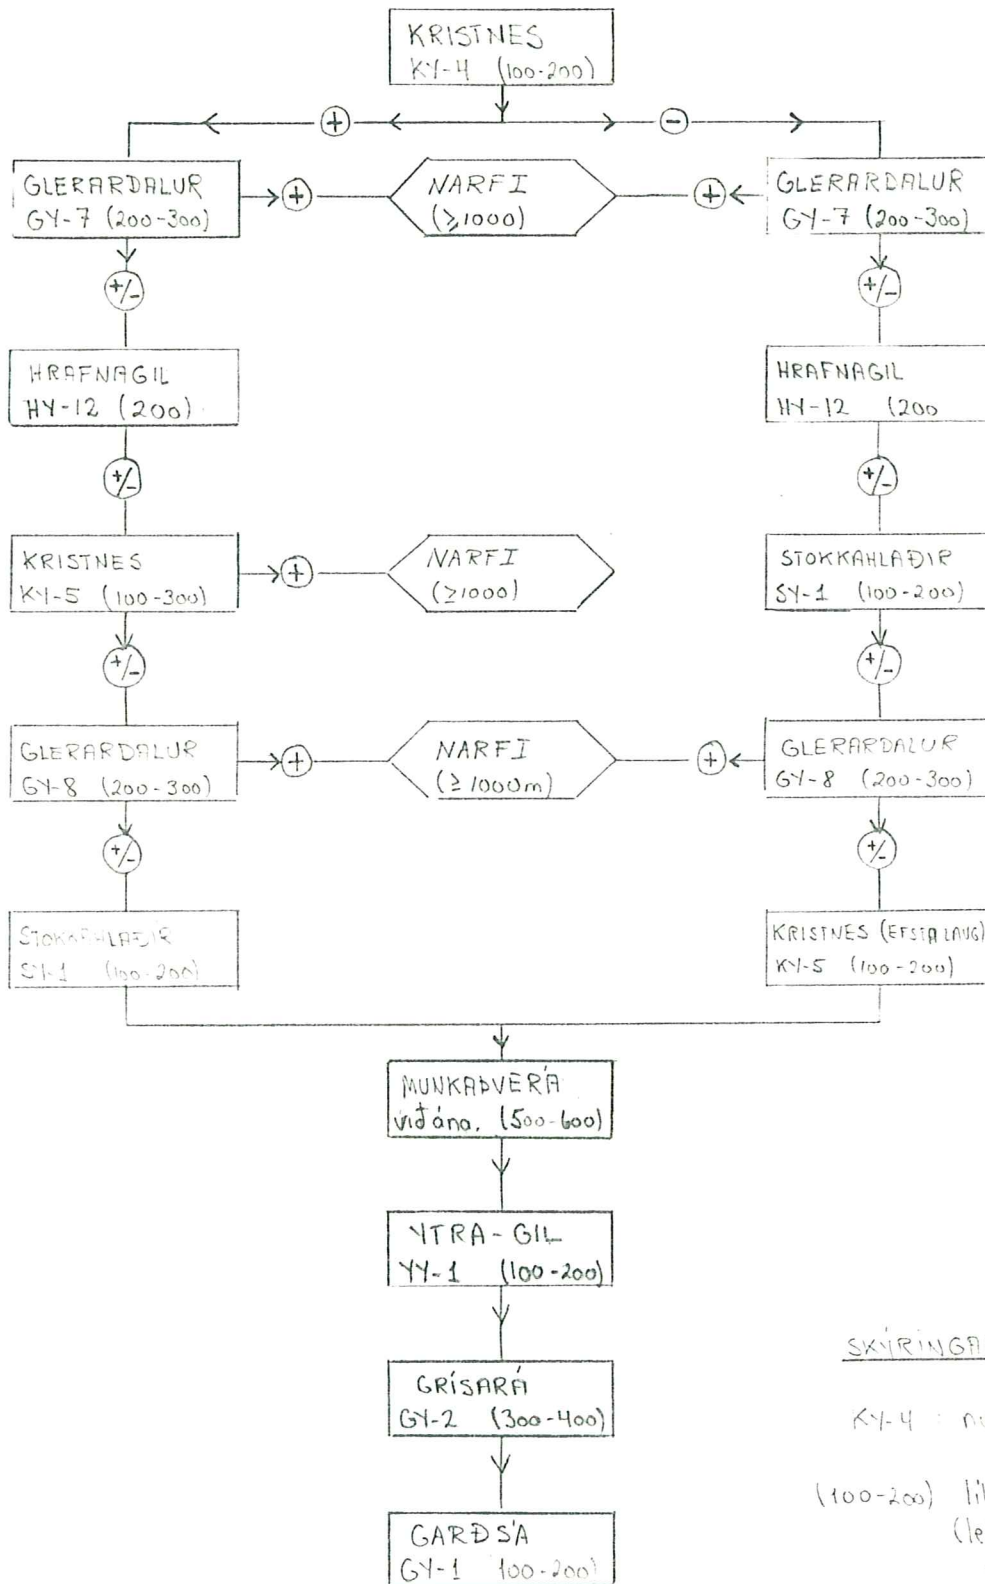 KRISTNES
KY-4 (100-200)
+
-
GLERARDALUR
GY-7 (200-300)
+
NARFI
(≥1000)
+
GLERARDALUR
GY-7 (200-300)
+/-
+/-
HRAFNAGIL
HY-12 (200)
HRAFNAGIL
HY-12 (200
+/-
+/-
KRISTNES
KY-5 (100-300)
+
NARFI
(≥1000)
STOKKAHLAÐIR
SY-1 (100-200)
+/-
+/-
GLERARDALUR
GY-8 (200-300)
+
NARFI
(≥1000m)
+
GLERARDALUR
GY-8 (200-300)
+/-
+/-
STOKKAHLAÐIR
SY-1 (100-200)
KRISTNES (EFSTA LAUG)
KY-5 (100-200)
MUNKAÞVERÁ
við ána. (500-600)
YTRA-GIL
YY-1 (100-200)
GRÍSARÁ
GY-2 (300-400)
GARÐSÁ
GY-1 100-200)
SKÝRINGA
KY-4 :
(100-200)